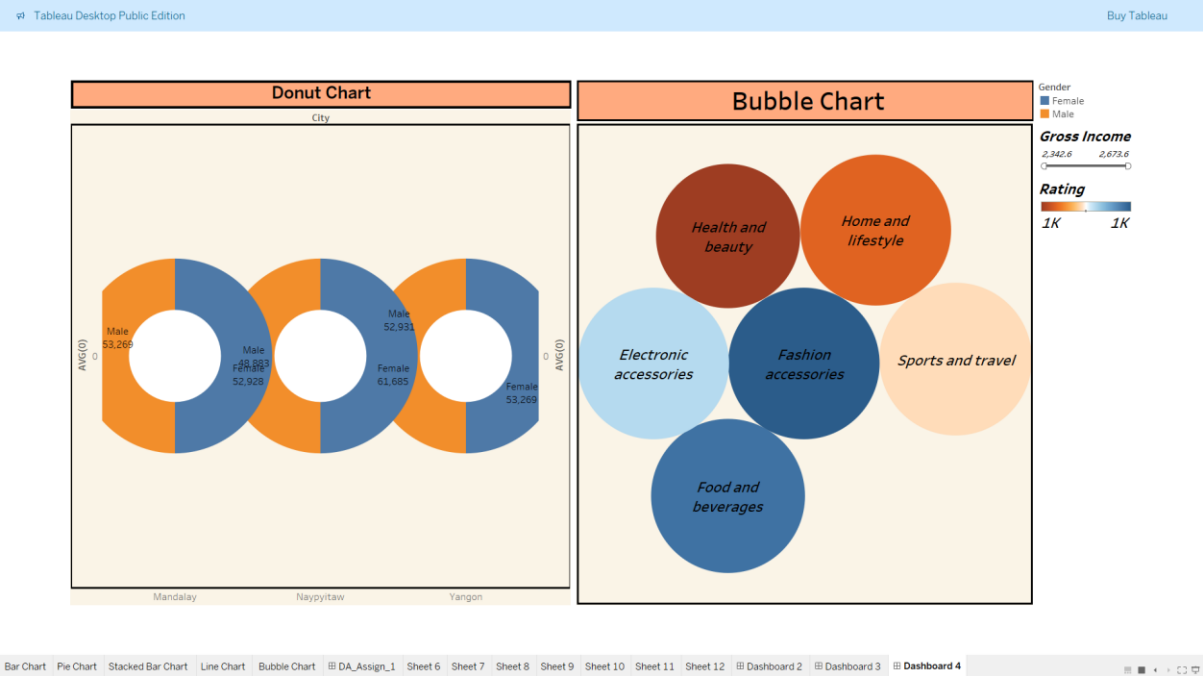 Tableau Desktop Public Edition
Buy Tableau
Donut Chart
City
AVG(0)
0
Male
53,269
Male
48,883
Female
52,928
Male
52,931
Female
61,685
Female
53,269
0
AVG(0)
Mandalay
Naypyitaw
Yangon
Bubble Chart
Health and
beauty
Home and
lifestyle
Electronic
accessories
Fashion
accessories
Sports and travel
Food and
beverages
Gender
Female
Male
Gross Income
2,342.6 2,673.6
Rating
1K 1K
Bar Chart Pie Chart Stacked Bar Chart Line Chart Bubble Chart DA_Assign_1 Sheet 6 Sheet 7 Sheet 8 Sheet 9 Sheet 10 Sheet 11 Sheet 12 Dashboard 2 Dashboard 3 Dashboard 4